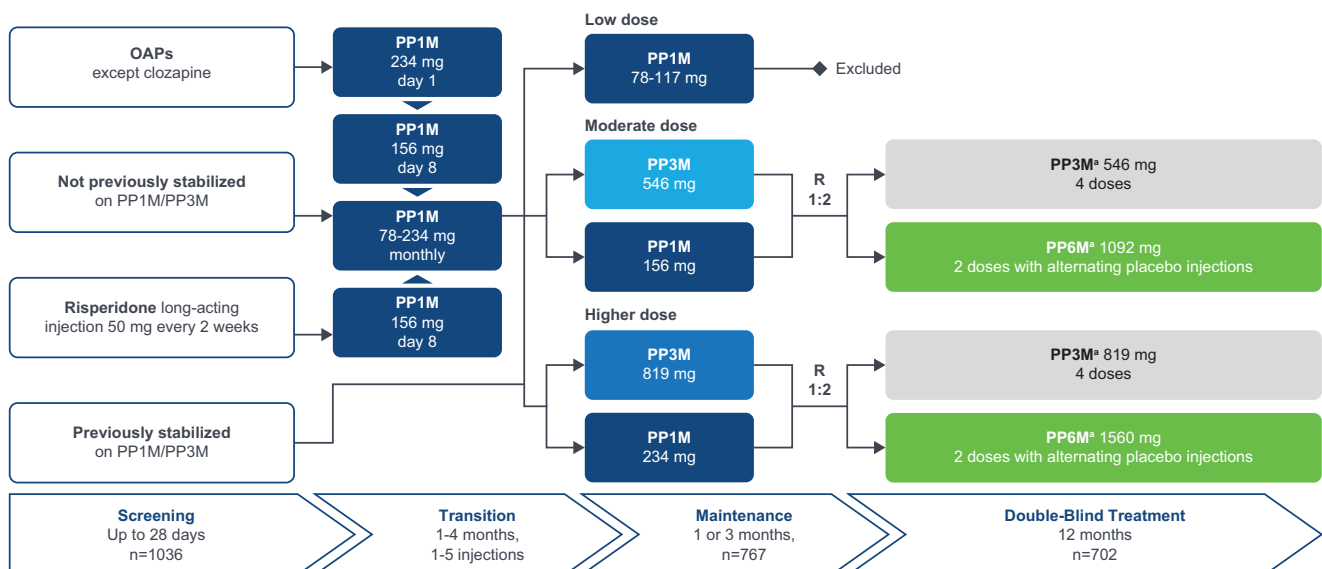 OAPs
except clozapine
Not previously stabilized
on PP1M/PP3M
Risperidone long-acting
injection 50 mg every 2 weeks
Previously stabilized
on PP1M/PP3M
PP1M
234 mg
day 1
PP1M
156 mg
day 8
PP1M
78-234 mg
monthly
PP1M
156 mg
day 8
Low dose
PP1M
78-117 mg
Excluded
Moderate dose
PP3M
546 mg
PP1M
156 mg
R
1:2
PP3Mᵃ 546 mg
4 doses
PP6Mᵃ 1092 mg
2 doses with alternating placebo injections
Higher dose
PP3M
819 mg
PP1M
234 mg
R
1:2
PP3Mᵃ 819 mg
4 doses
PP6Mᵃ 1560 mg
2 doses with alternating placebo injections
Screening
Up to 28 days
n=1036
Transition
1-4 months,
1-5 injections
Maintenance
1 or 3 months,
n=767
Double-Blind Treatment
12 months
n=702